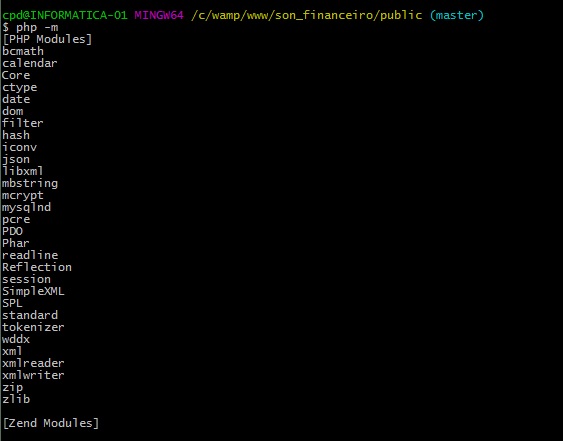 cpd@INFORMATICA-01 MINGW64 /c/wamp/www/son_financeiro/public (master)
$ php -m
[PHP Modules]
bcmath
calendar
Core
ctype
date
dom
filter
hash
iconv
json
libxml
mbstring
mcrypt
mysqlnd
pcre
PDO
Phar
readline
Reflection
session
SimpleXML
SPL
standard
tokenizer
wddx
xml
xmlreader
xmlwriter
zip
zlib
[Zend Modules]